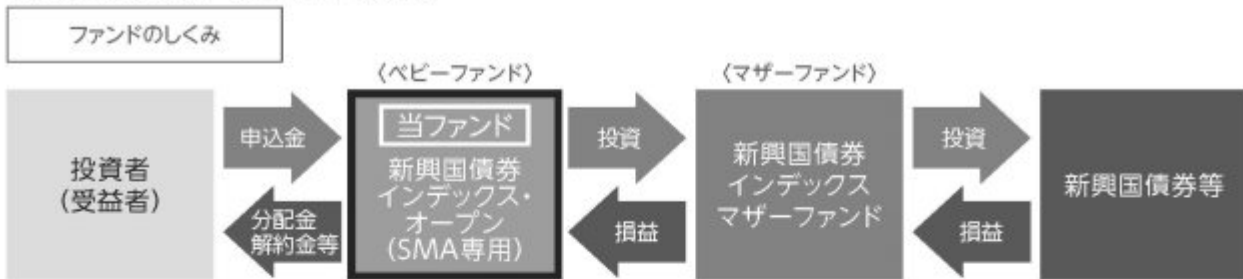 ファンドのしくみ
〈ベビーファンド〉
〈マザーファンド〉
投資者
(受益者)
申込金
分配金
解約金等
当ファンド
新興国債券
インデックス・
オープン
(SMA専用)
投資
損益
新興国債券
インデックス
マザーファンド
投資
損益
新興国債券等